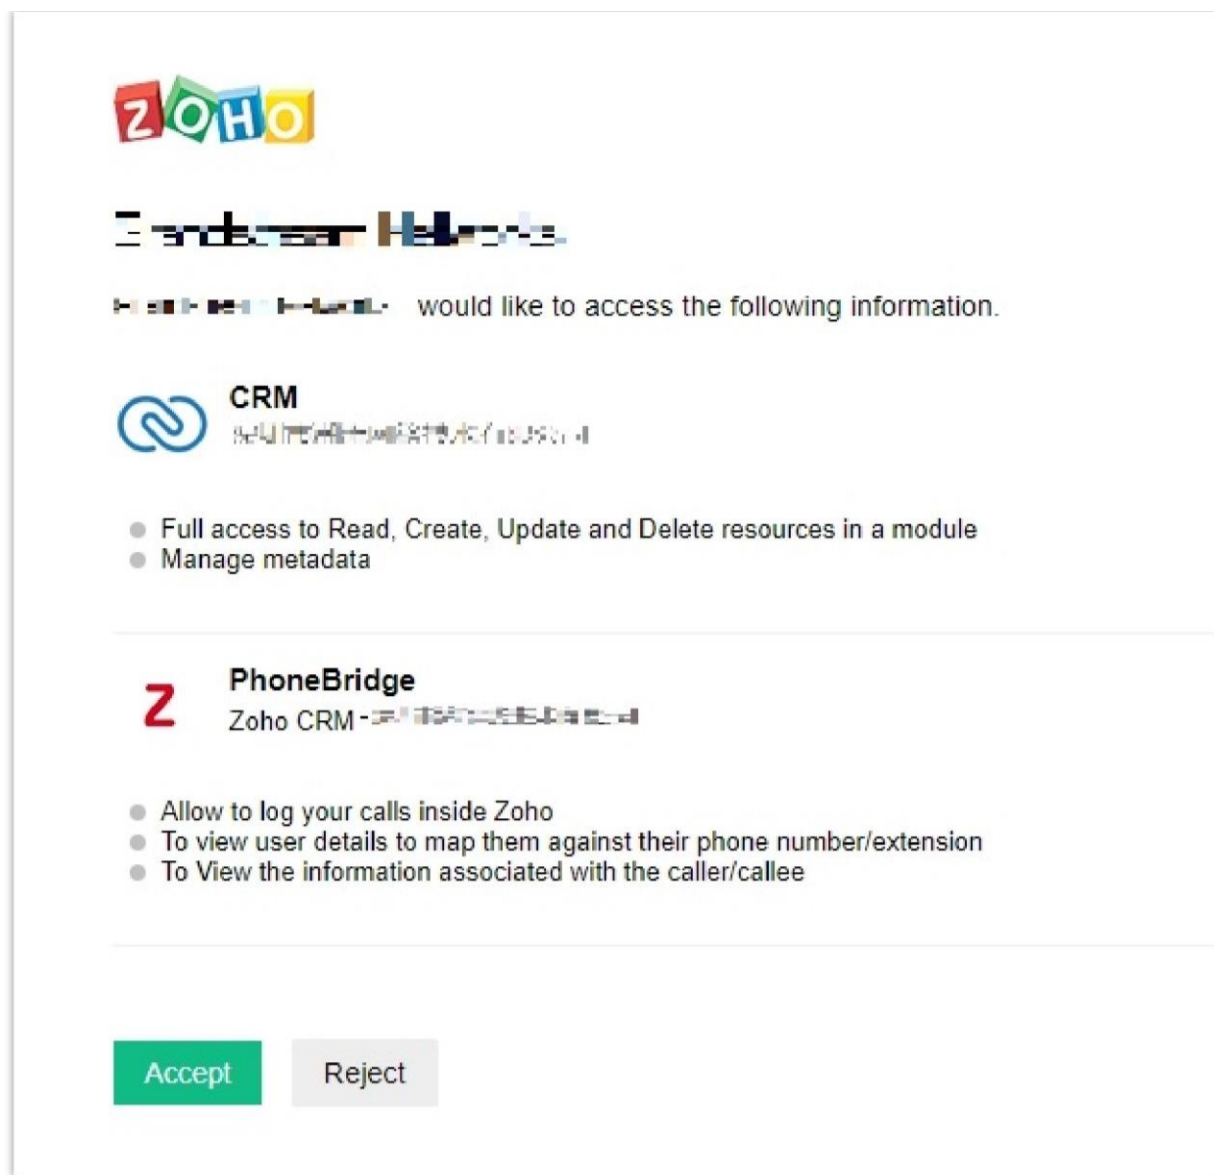 ZOHO
would like to access the following information.
CRM
Full access to Read, Create, Update and Delete resources in a module
Manage metadata
Z
PhoneBridge
Zoho CRM -
Allow to log your calls inside Zoho
To view user details to map them against their phone number/extension
To View the information associated with the caller/callee
Accept
Reject